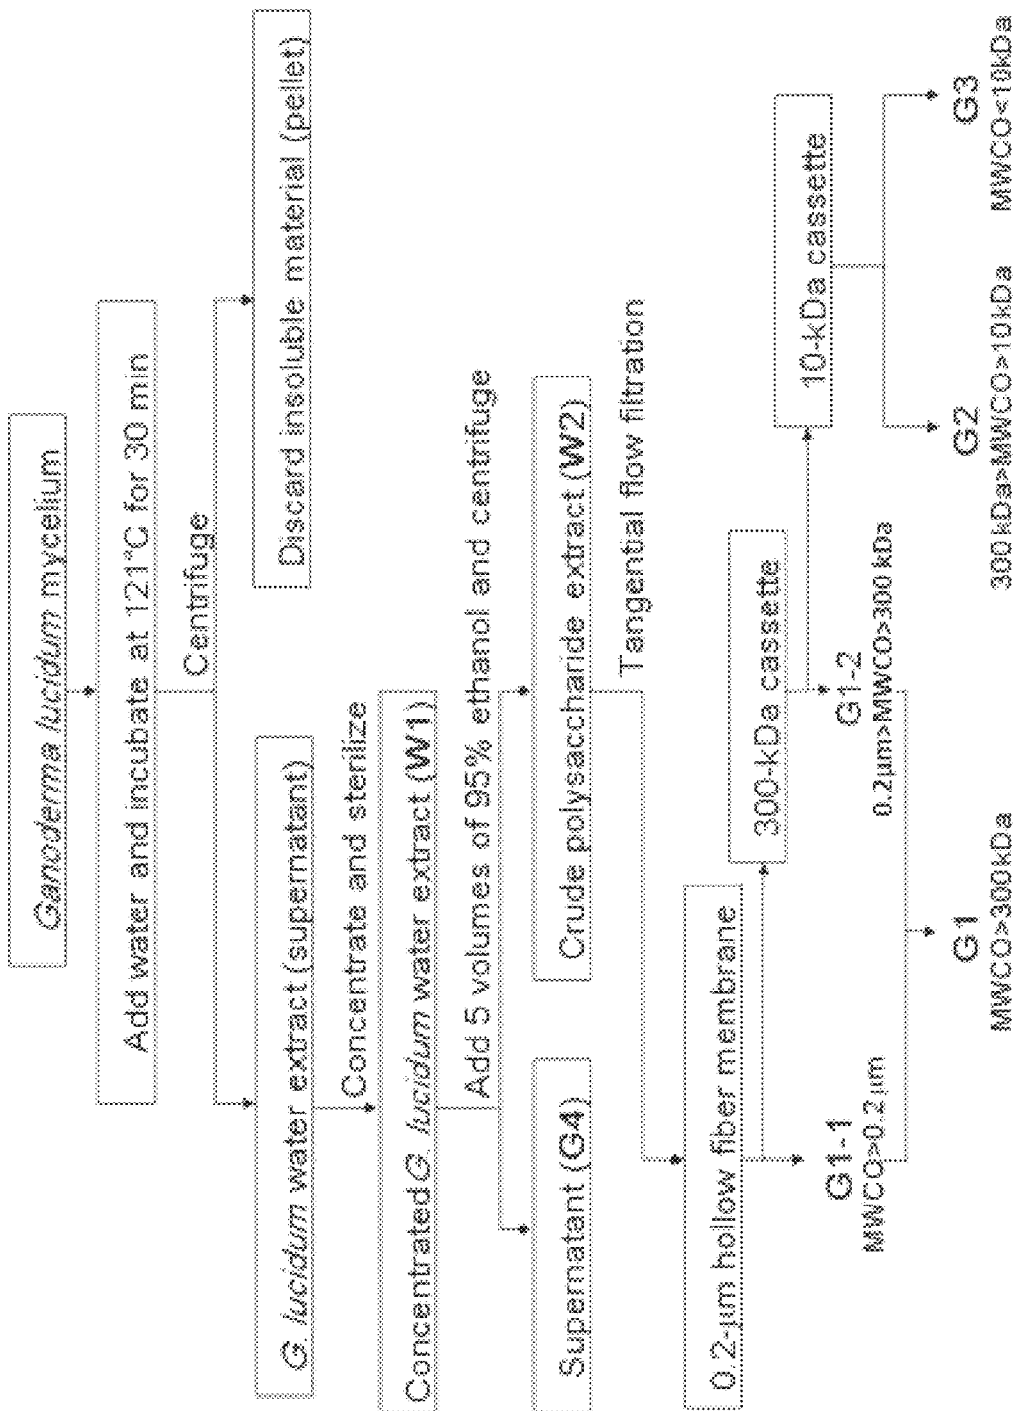 Ganoderma lucidum mycelium
Add water and incubate at 121°C for 30 min
Centrifuge
G. lucidum water extract (supernatant)
Discard insoluble material (pellet)
Concentrate and sterilize
Concentrated G. lucidum water extract (W1)
Add 5 volumes of 95% ethanol and centrifuge
Supernatant (G4)
Crude polysaccharide extract (W2)
Tangential flow filtration
0.2-μm hollow fiber membrane
300-kDa cassette
10-kDa cassette
G1-1
MWCO>0.2 μm
G1-2
0.2μm>MWCO>300 kDa
G1
MWCO>300kDa
G2
300 kDa>MWCO>10kDa
G3
MWCO<10kDa